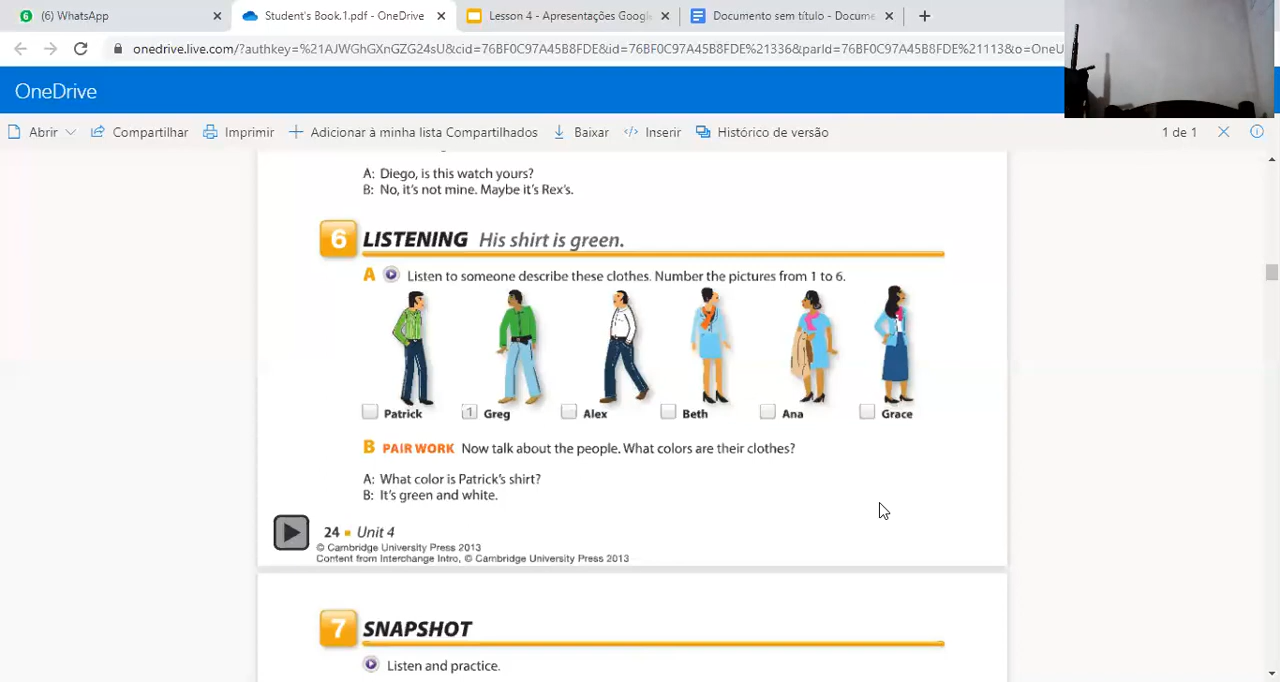 6 (6) WhatsApp × Student's Book.1.pdf - OneDrive × Lesson 4 - Apresentações Google × Documento sem título - Docume × +
onedrive.live.com/?authkey=%21AJWGhGXnGZG24sU&cid=76BF0C97A45B8FDE&id=76BF0C97A45B8FDE%21336&parId=76BF0C97A45B8FDE%21113&o=OneU
OneDrive
Abrir Compartilhar Imprimir Adicionar à minha lista Compartilhados Baixar Inserir Histórico de versão 1 de 1
A: Diego, is this watch yours?
B: No, it's not mine. Maybe it's Rex's.
6 LISTENING His shirt is green.
A Listen to someone describe these clothes. Number the pictures from 1 to 6.
Patrick 1 Greg Alex Beth Ana Grace
B PAIR WORK Now talk about the people. What colors are their clothes?
A: What color is Patrick's shirt?
B: It's green and white.
24 ▪ Unit 4
© Cambridge University Press 2013
Content from Interchange Intro, © Cambridge University Press 2013
7 SNAPSHOT
Listen and practice.